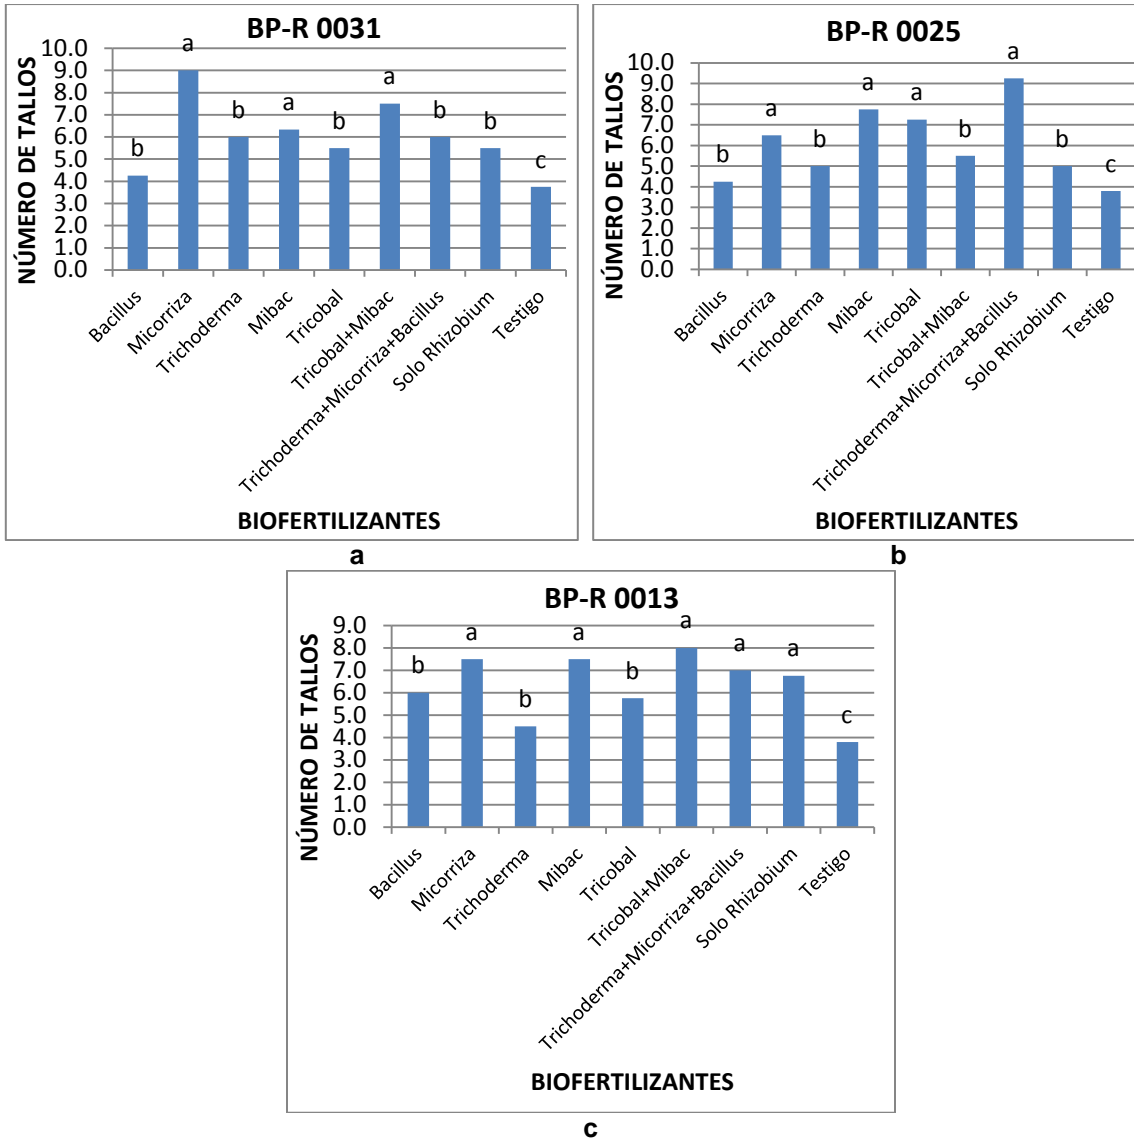 BP-R 0031
NÚMERO DE TALLOS
10.0
9.0
8.0
7.0
6.0
5.0
4.0
3.0
2.0
1.0
0.0
b
a
b
a
b
a
b
b
c
Bacillus
Micorriza
Trichoderma
Mibac
Tricobal
Tricobal+Mibac
Trichoderma+Micorriza+Bacillus
Solo Rhizobium
Testigo
BIOFERTILIZANTES
a
BP-R 0025
NÚMERO DE TALLOS
10.0
9.0
8.0
7.0
6.0
5.0
4.0
3.0
2.0
1.0
0.0
b
a
b
a
a
b
a
b
c
Bacillus
Micorriza
Trichoderma
Mibac
Tricobal
Tricobal+Mibac
Trichoderma+Micorriza+Bacillus
Solo Rhizobium
Testigo
BIOFERTILIZANTES
b
BP-R 0013
NÚMERO DE TALLOS
9.0
8.0
7.0
6.0
5.0
4.0
3.0
2.0
1.0
0.0
b
a
b
a
b
a
a
a
c
Bacillus
Micorriza
Trichoderma
Mibac
Tricobal
Tricobal+Mibac
Trichoderma+Micorriza+Bacillus
Solo Rhizobium
Testigo
BIOFERTILIZANTES
c